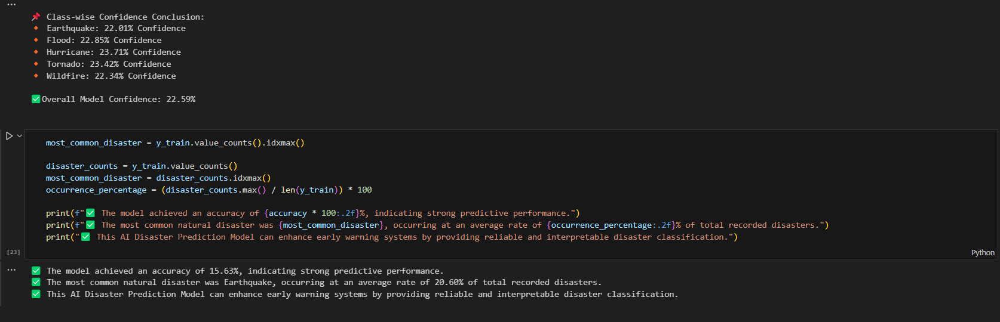 ...
📌 Class-wise Confidence Conclusion:
🔸 Earthquake: 22.01% Confidence
🔸 Flood: 22.85% Confidence
🔸 Hurricane: 23.71% Confidence
🔸 Tornado: 23.42% Confidence
🔸 Wildfire: 22.34% Confidence
✅Overall Model Confidence: 22.59%
most_common_disaster = y_train.value_counts().idxmax()
disaster_counts = y_train.value_counts()
most_common_disaster = disaster_counts.idxmax()
occurrence_percentage = (disaster_counts.max() / len(y_train)) * 100
print(f"✅ The model achieved an accuracy of {accuracy * 100:.2f}%, indicating strong predictive performance.")
print(f"✅ The most common natural disaster was {most_common_disaster}, occurring at an average rate of {occurrence_percentage:.2f}% of total recorded disasters.")
print("✅ This AI Disaster Prediction Model can enhance early warning systems by providing reliable and interpretable disaster classification.")
[23]
Python
...
✅ The model achieved an accuracy of 15.63%, indicating strong predictive performance.
✅ The most common natural disaster was Earthquake, occurring at an average rate of 20.60% of total recorded disasters.
✅ This AI Disaster Prediction Model can enhance early warning systems by providing reliable and interpretable disaster classification.